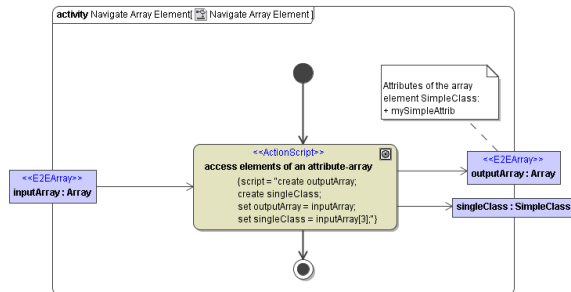 activity Navigate Array Element[ Navigate Array Element ]
Attributes of the array
element SimpleClass:
+ mySimpleAttrib
<<ActionScript>>
access elements of an attribute-array
{script = "create outputArray;
create singleClass;
set outputArray = inputArray;
set singleClass = inputArray[3];"}
<<E2EArray>>
inputArray : Array
<<E2EArray>>
outputArray : Array
singleClass : SimpleClass